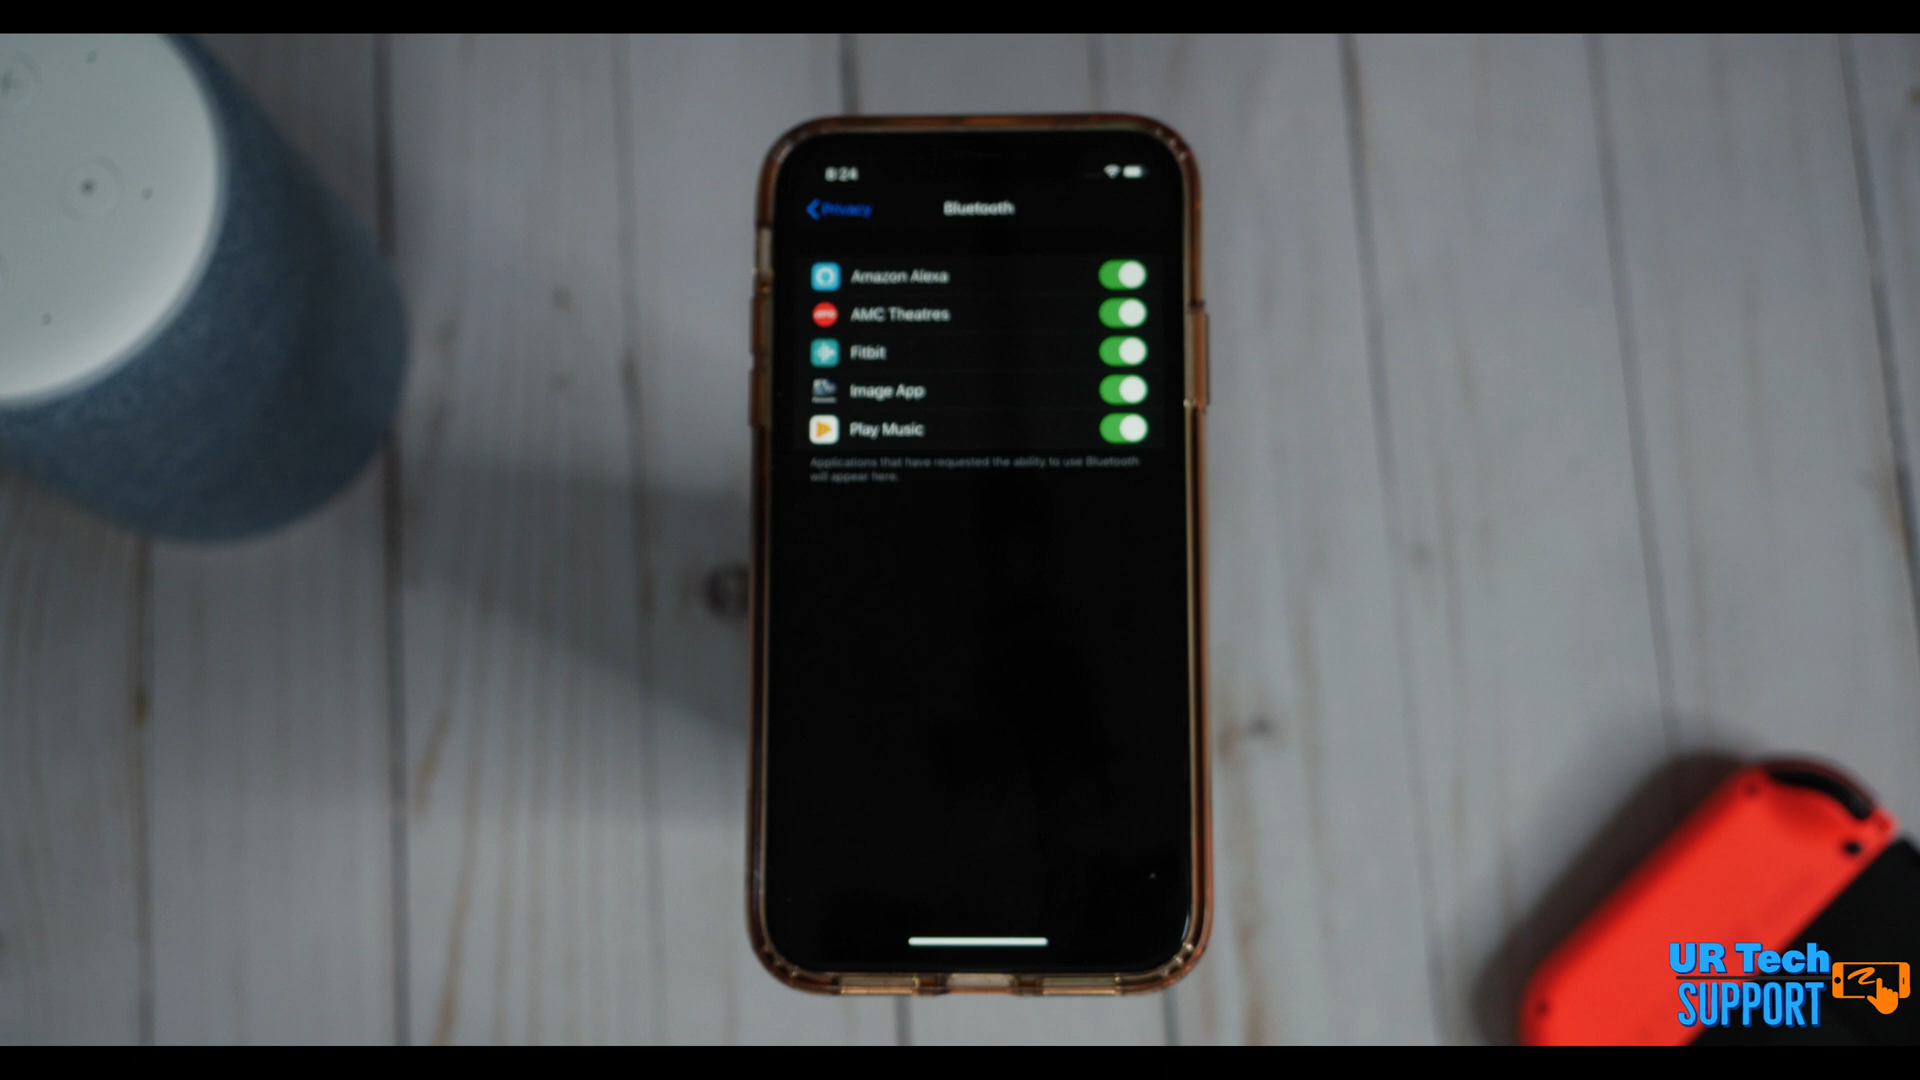 8:24
Privacy
Bluetooth
Amazon Alexa
AMC Theatres
Fitbit
Image App
Play Music
Applications that have requested the ability to use Bluetooth
will appear here.
UR Tech
SUPPORT